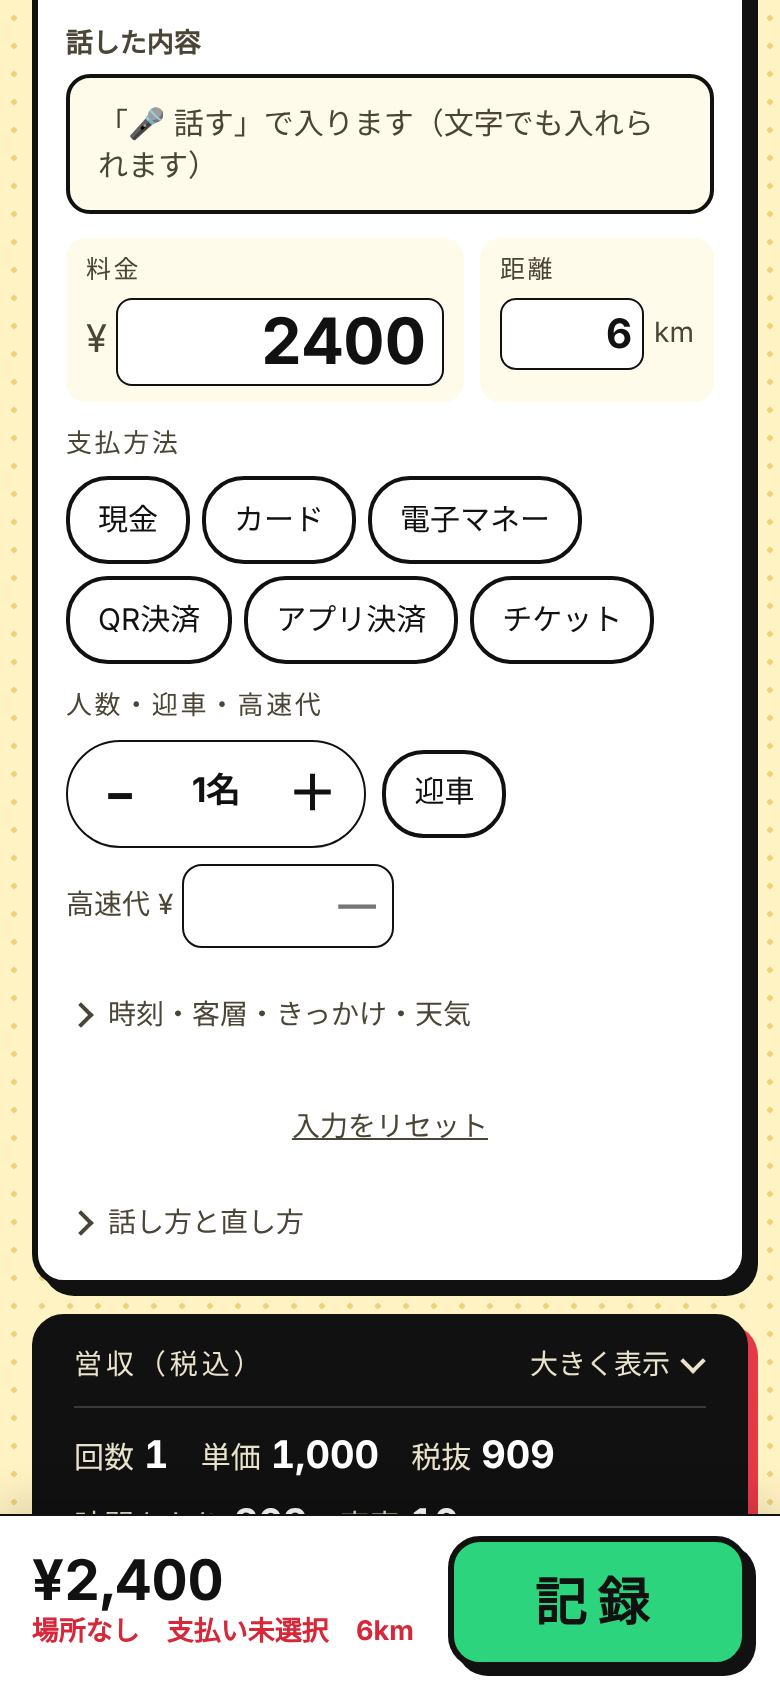 話した内容
「🎤 話す」で入ります（文字でも入れら
れます）
料金
距離
¥ 2400
6 km
支払方法
現金 カード 電子マネー
QR決済 アプリ決済 チケット
人数・迎車・高速代
− 1名 ＋ 迎車
高速代 ¥ —
時刻・客層・きっかけ・天気
入力をリセット
話し方と直し方
営収（税込） 大きく表示
回数 1 単価 1,000 税抜 909
¥2,400
場所なし 支払い未選択 6km
記録